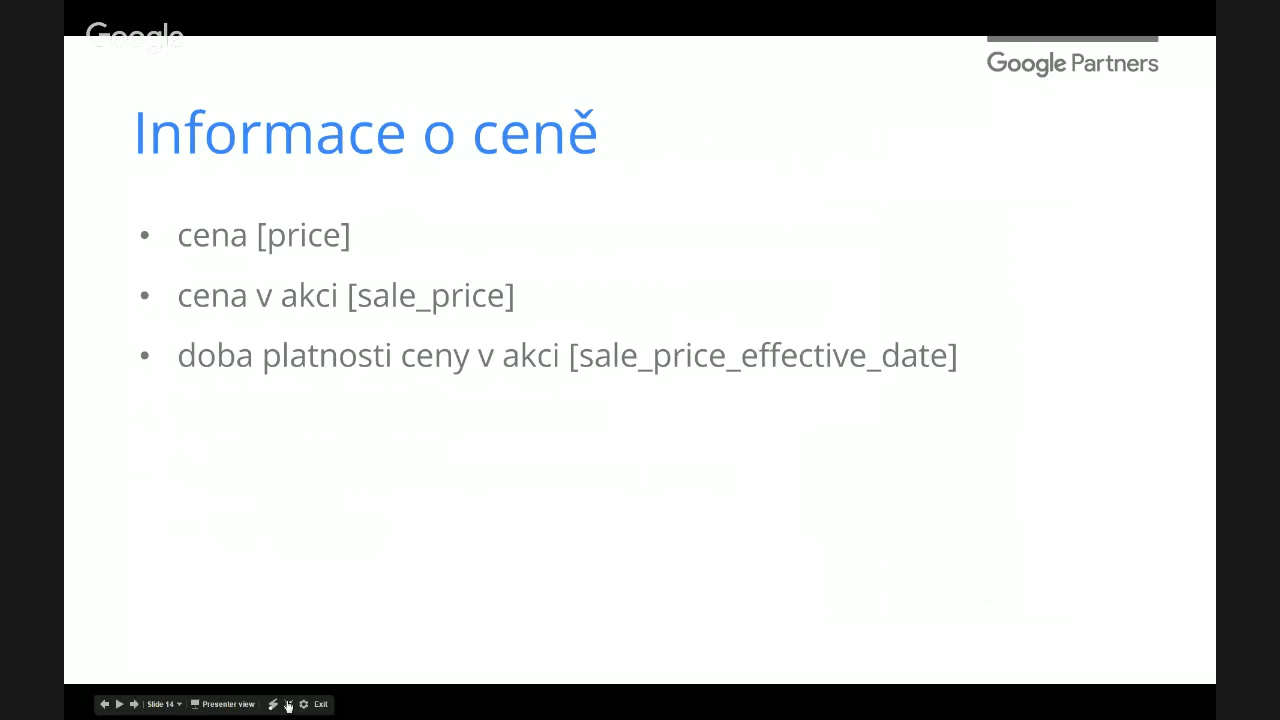 Google
Google Partners
Informace o ceně
• cena [price]
• cena v akci [sale_price]
• doba platnosti ceny v akci [sale_price_effective_date]
Slide 14 Presenter view Exit